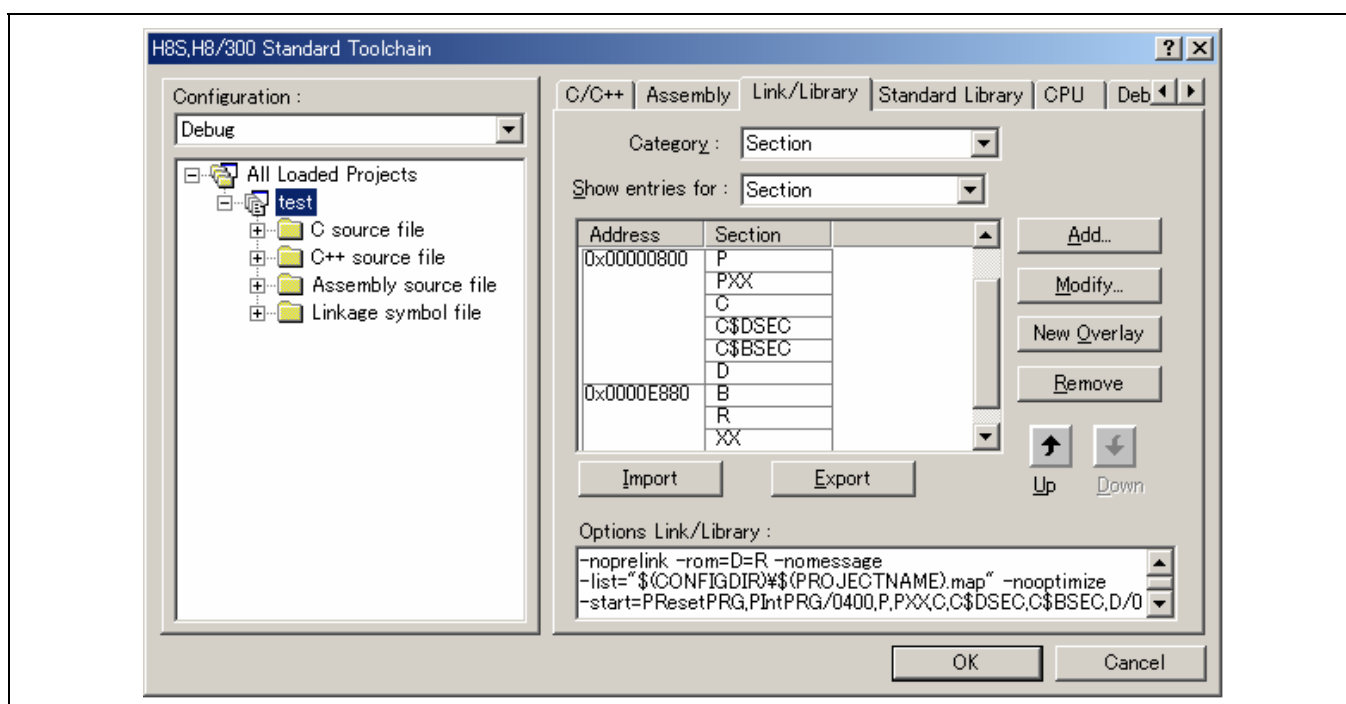 H8S,H8/300 Standard Toolchain
Configuration :
Debug
All Loaded Projects
test
C source file
C++ source file
Assembly source file
Linkage symbol file
C/C++ Assembly Link/Library Standard Library CPU Deb
Category : Section
Show entries for : Section
Address Section
0x00000800 P
PXX
C
C$DSEC
C$BSEC
D
0x0000E880 B
R
XX
Add...
Modify...
New Overlay
Remove
Up Down
Import Export
Options Link/Library :
-noprelink -rom=D=R -nomessage
-list="$(CONFIGDIR)¥$(PROJECTNAME).map" -nooptimize
-start=PResetPRG,PIntPRG/0400,P,PXX,C,C$DSEC,C$BSEC,D/0
OK Cancel